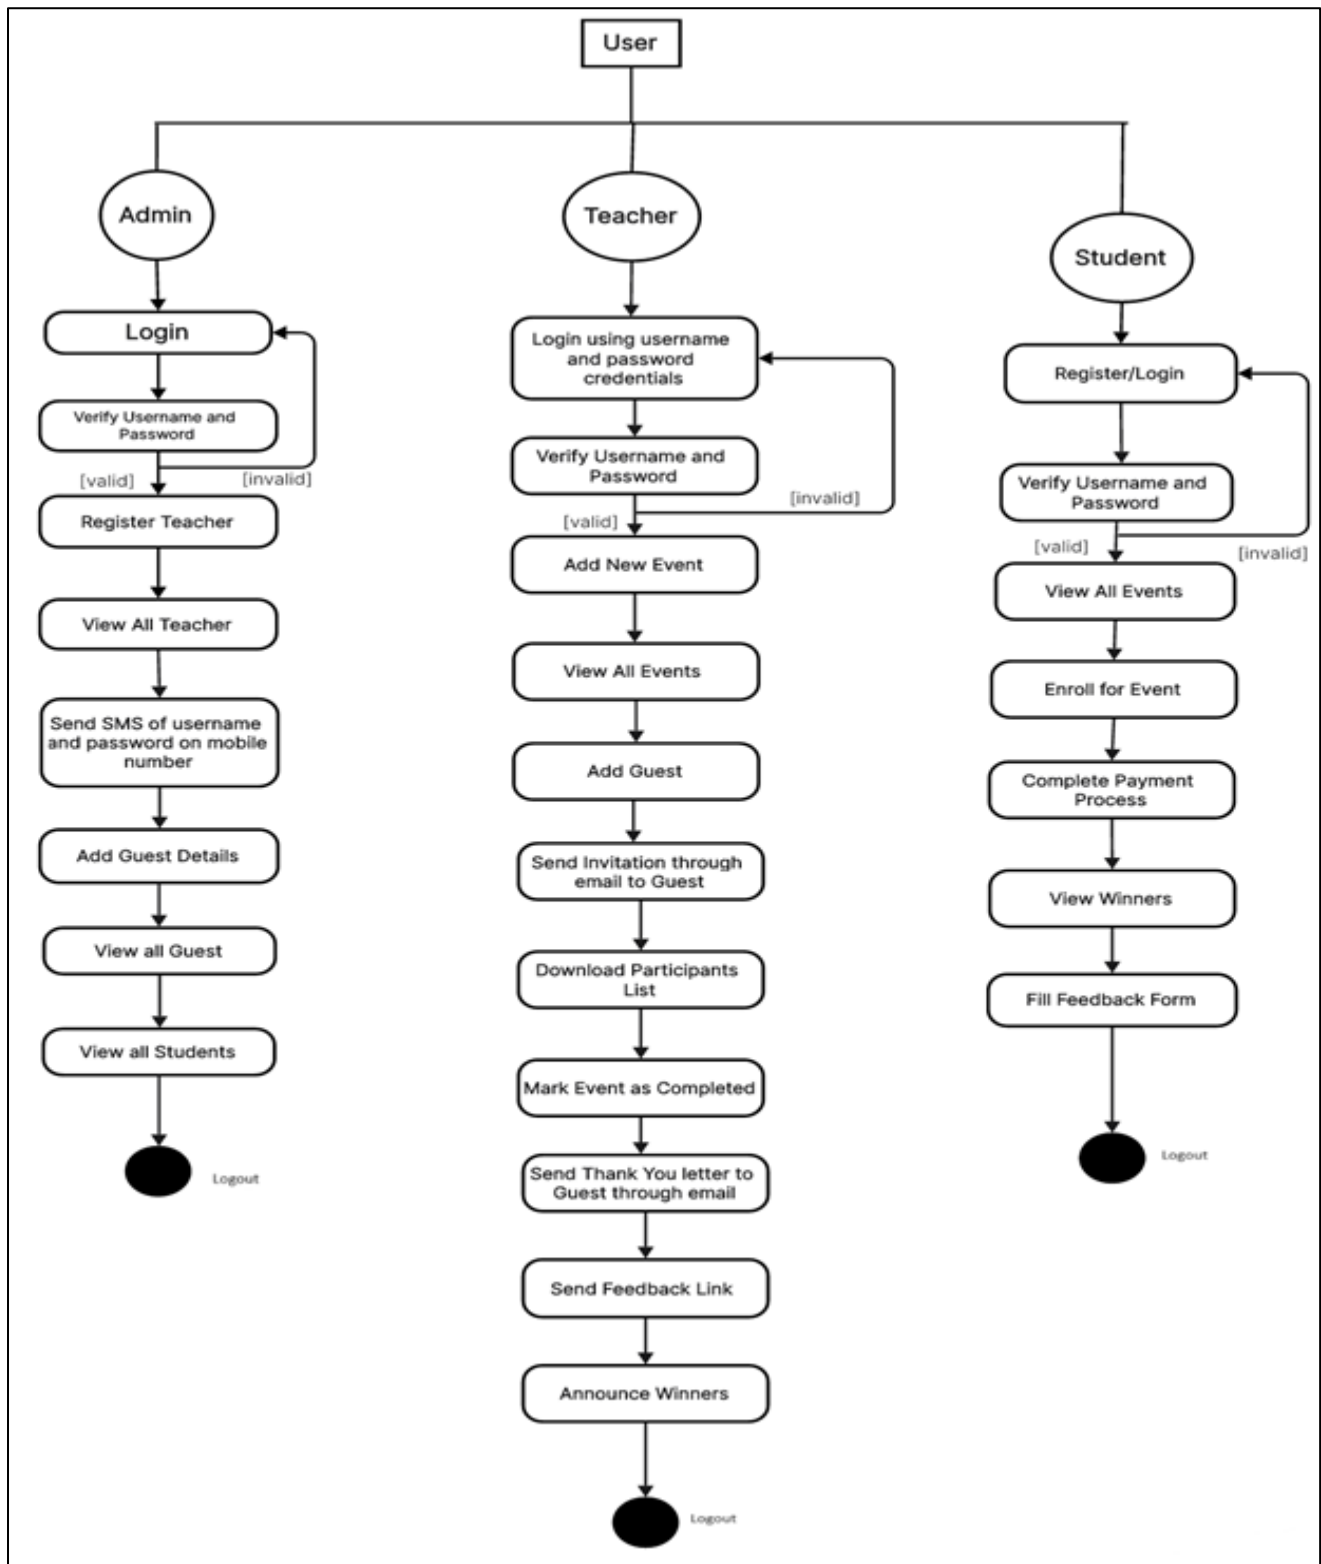 User
Admin
Login
Verify Username and
Password
[valid]
[invalid]
Register Teacher
View All Teacher
Send SMS of username
and password on mobile
number
Add Guest Details
View all Guest
View all Students
Logout
Teacher
Login using username
and password
credentials
Verify Username and
Password
[invalid]
[valid]
Add New Event
View All Events
Add Guest
Send Invitation through
email to Guest
Download Participants
List
Mark Event as Completed
Send Thank You letter to
Guest through email
Send Feedback Link
Announce Winners
Logout
Student
Register/Login
Verify Username and
Password
[valid]
[invalid]
View All Events
Enroll for Event
Complete Payment
Process
View Winners
Fill Feedback Form
Logout